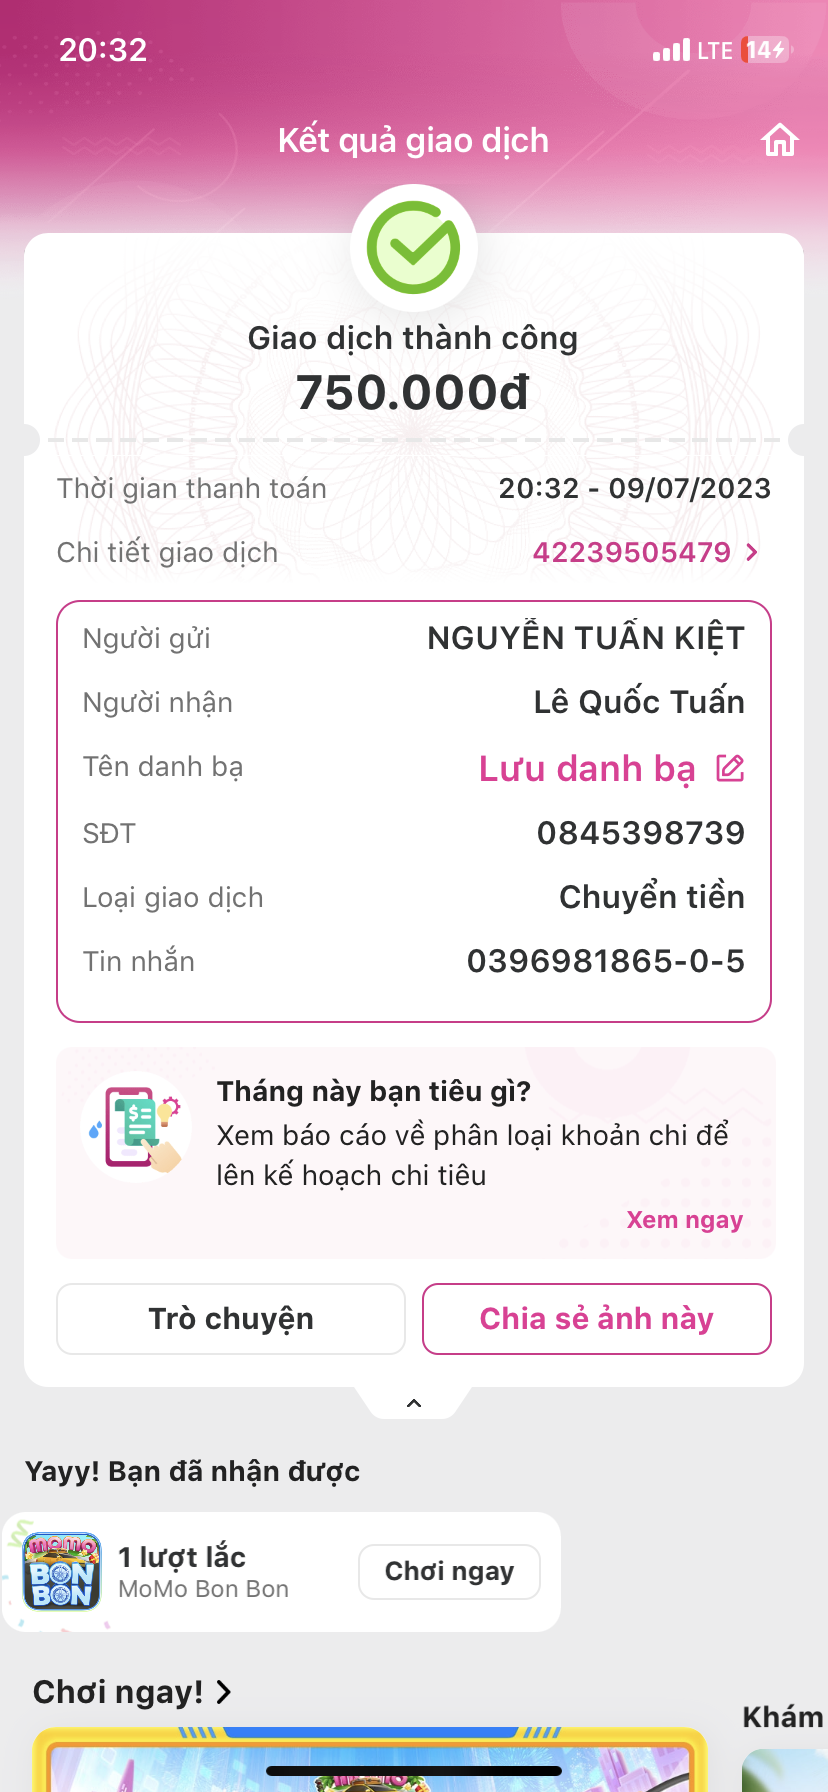 20:32
LTE 14
Kết quả giao dịch
Giao dịch thành công
750.000đ
Thời gian thanh toán 20:32 - 09/07/2023
Chi tiết giao dịch 42239505479
Người gửi NGUYỄN TUẤN KIỆT
Người nhận Lê Quốc Tuấn
Tên danh bạ Lưu danh bạ
SĐT 0845398739
Loại giao dịch Chuyển tiền
Tin nhắn 0396981865-0-5
Tháng này bạn tiêu gì?
Xem báo cáo về phân loại khoản chi để
lên kế hoạch chi tiêu
Xem ngay
Trò chuyện Chia sẻ ảnh này
Yayy! Bạn đã nhận được
MOMO
BON
BON
1 lượt lắc
MoMo Bon Bon
Chơi ngay
Chơi ngay!
Khám